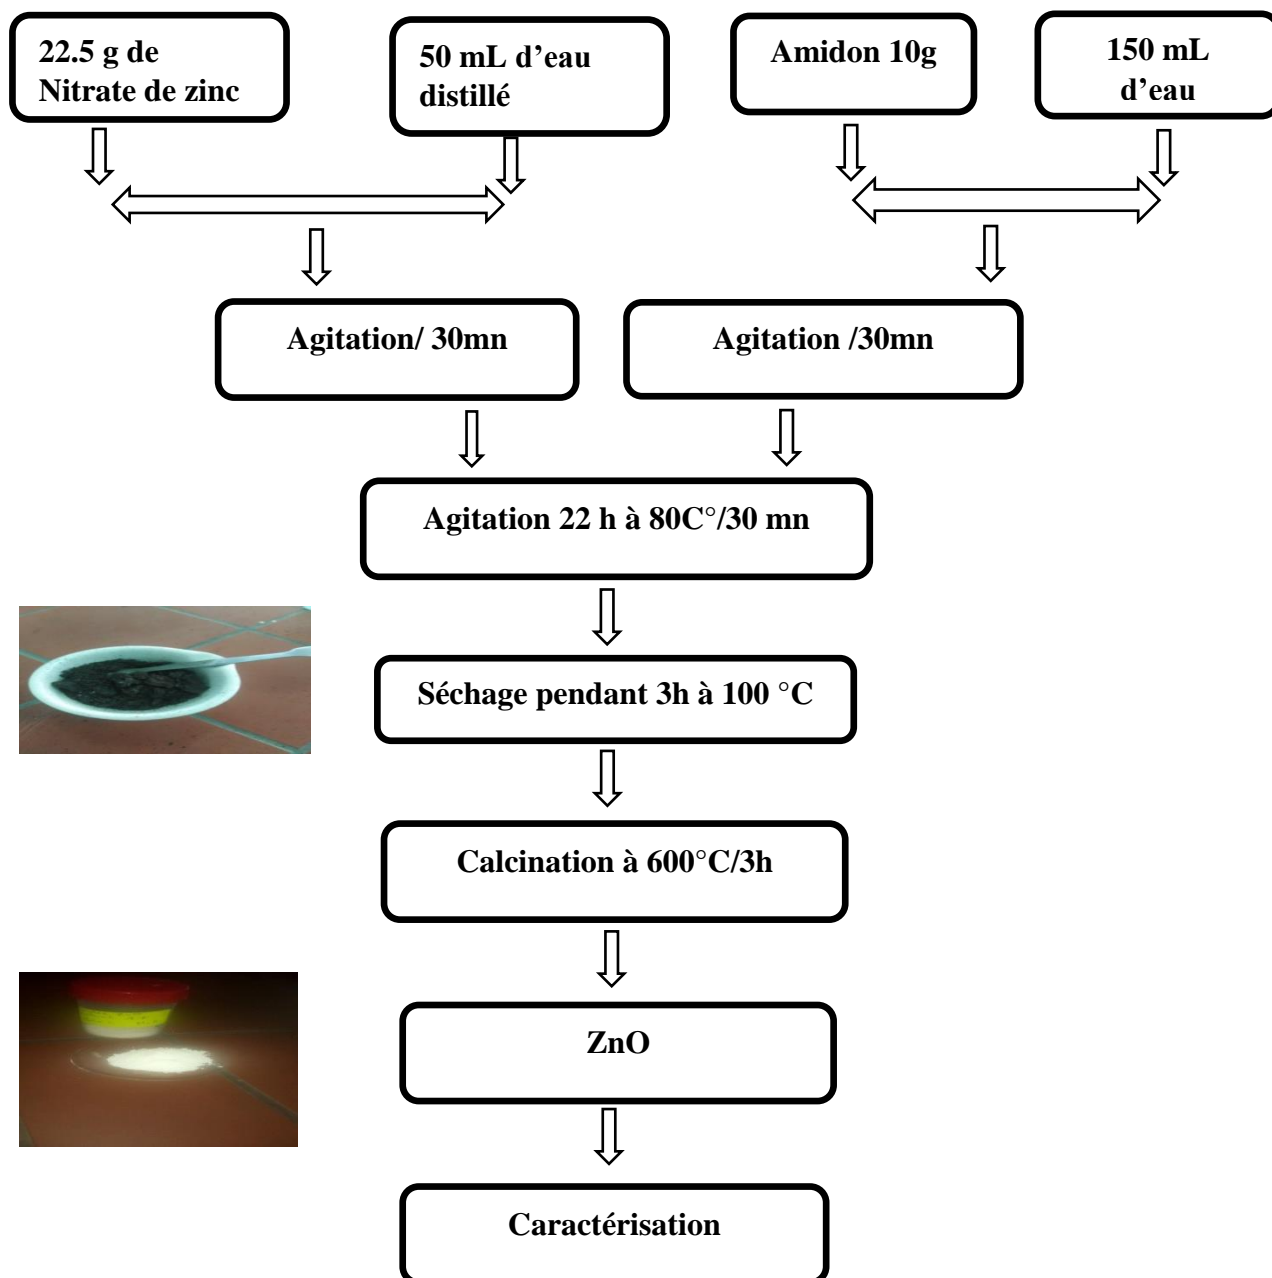 22.5 g de
Nitrate de zinc
50 mL d’eau
distillé
Amidon 10g
150 mL
d’eau
Agitation/ 30mn
Agitation /30mn
Agitation 22 h à 80C°/30 mn
Séchage pendant 3h à 100 °C
Calcination à 600°C/3h
ZnO
Caractérisation